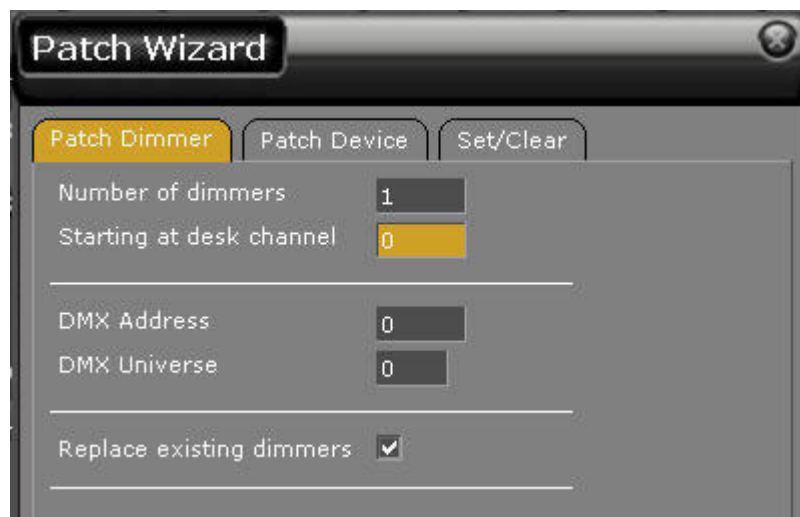 Patch Wizard
Patch Dimmer Patch Device Set/Clear
Number of dimmers 1
Starting at desk channel 0
DMX Address 0
DMX Universe 0
Replace existing dimmers